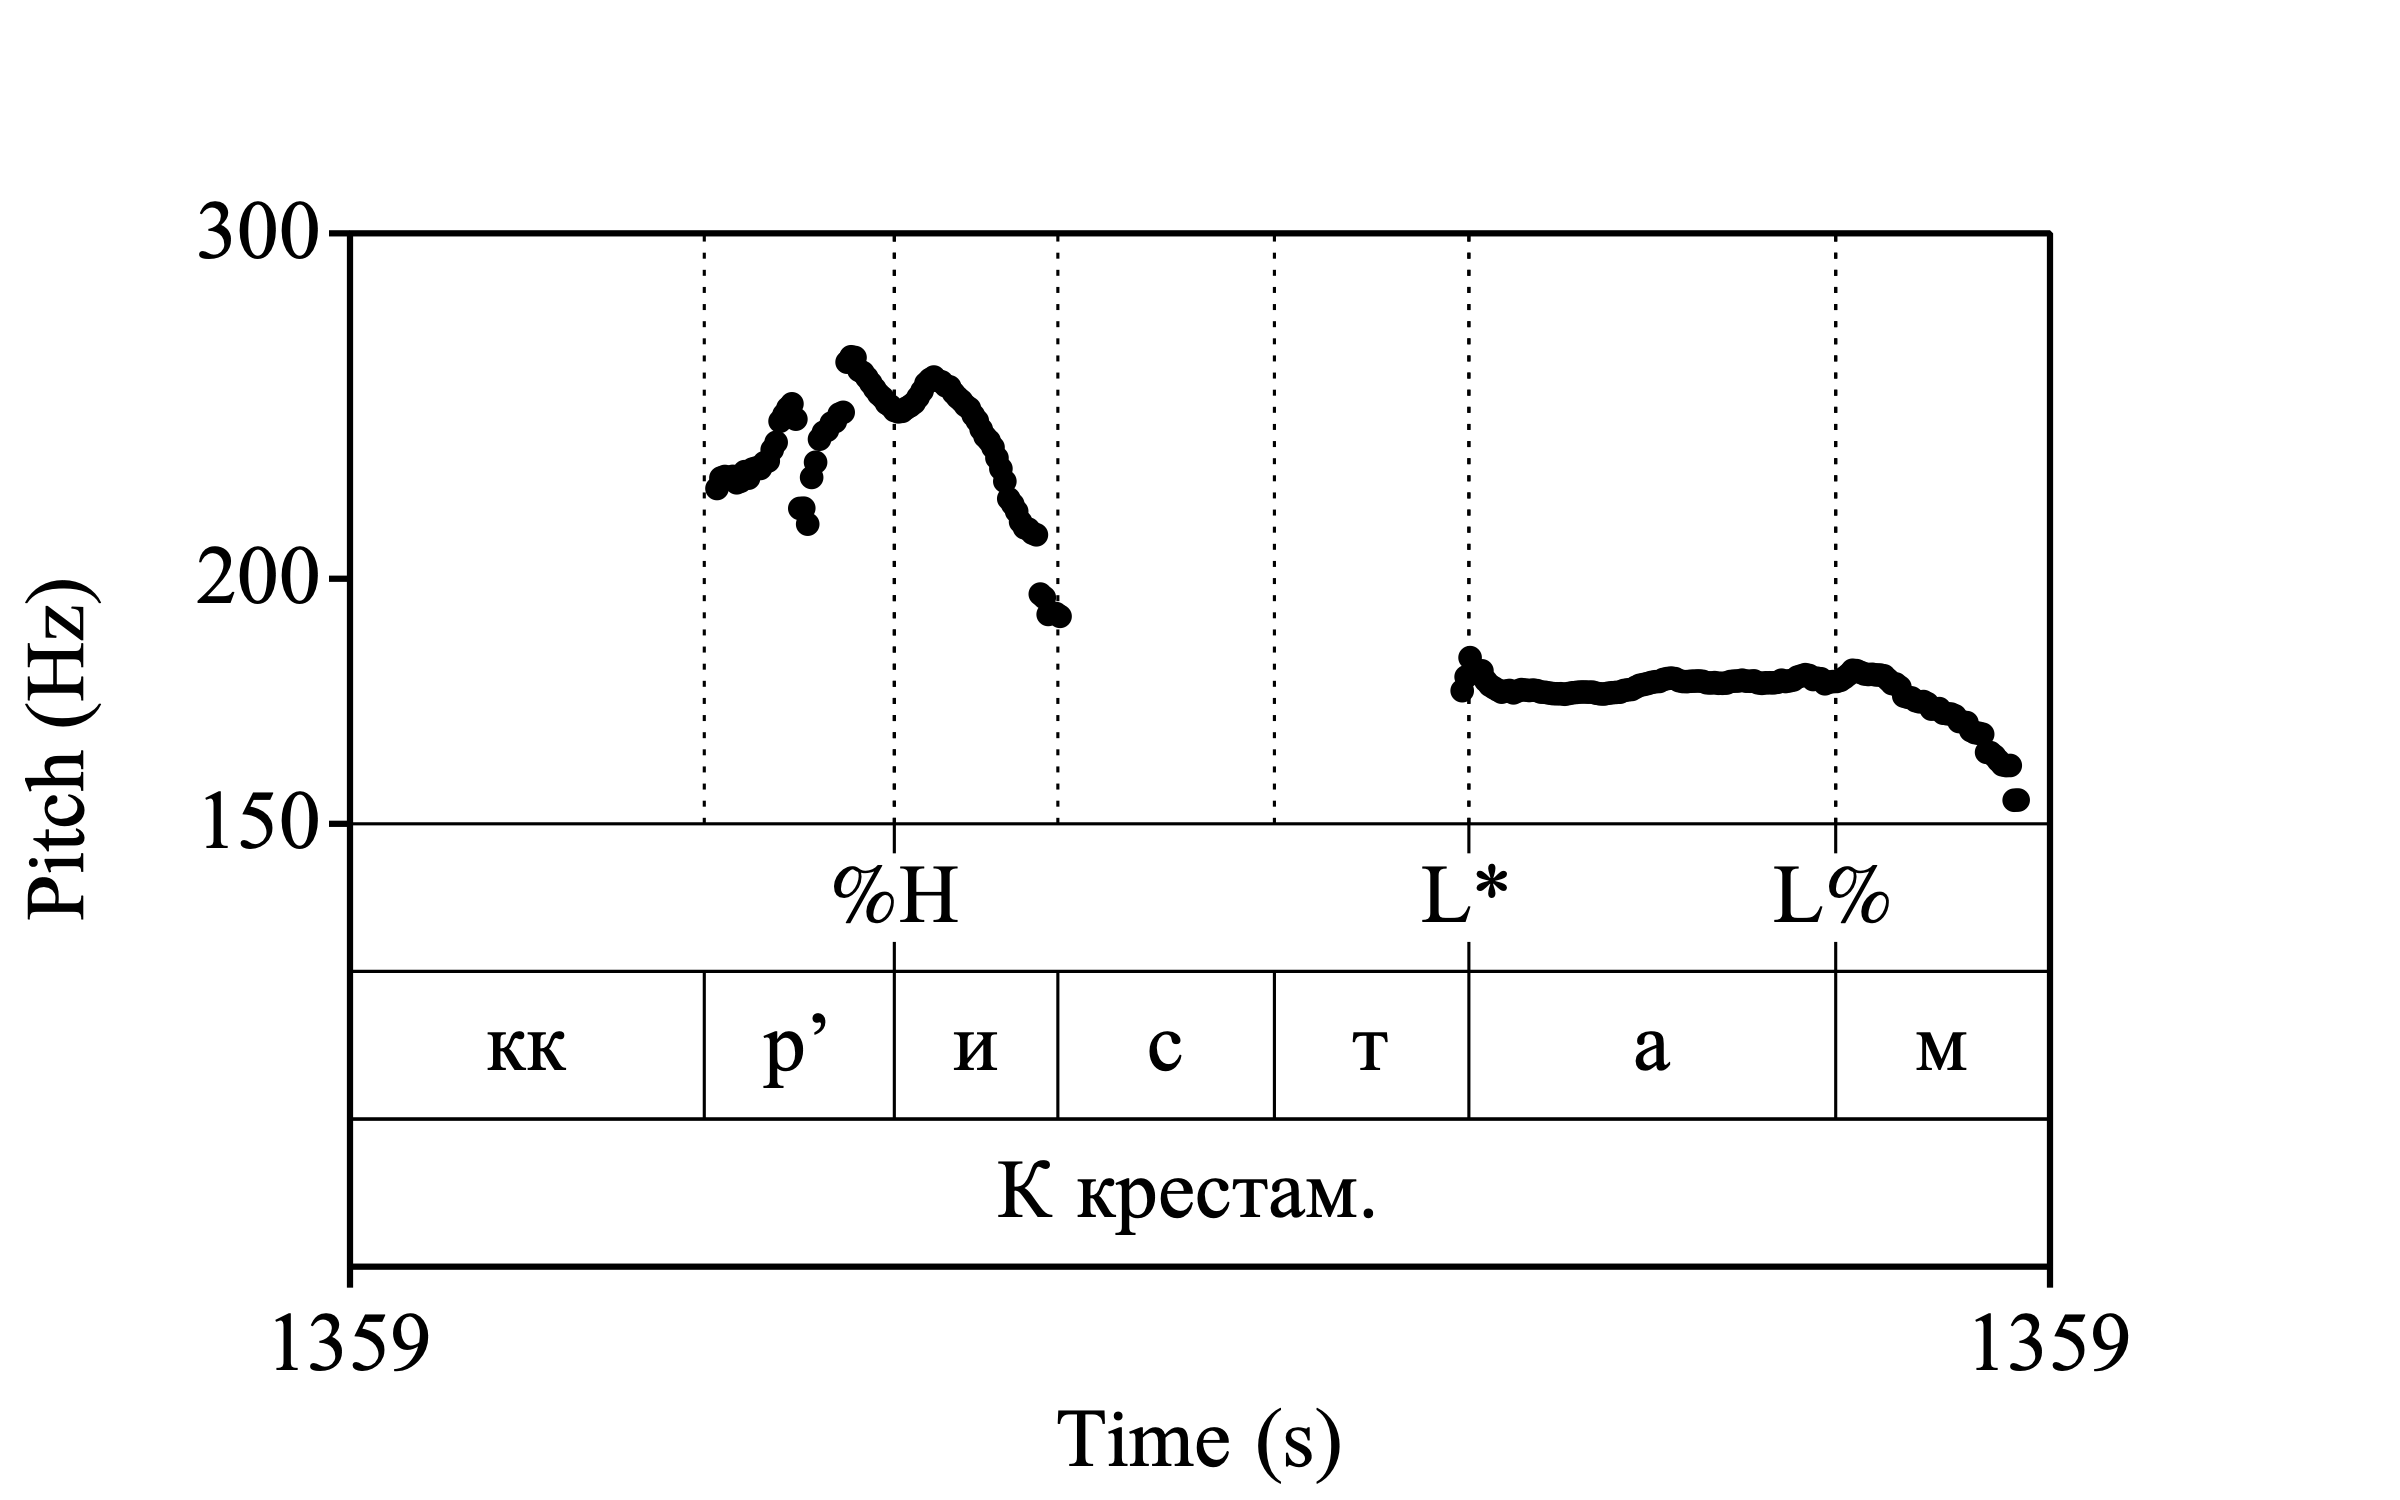 300
200
150
Pitch (Hz)
%H L* L%
кк р’ и с т а м
К крестам.
1359 1359
Time (s)